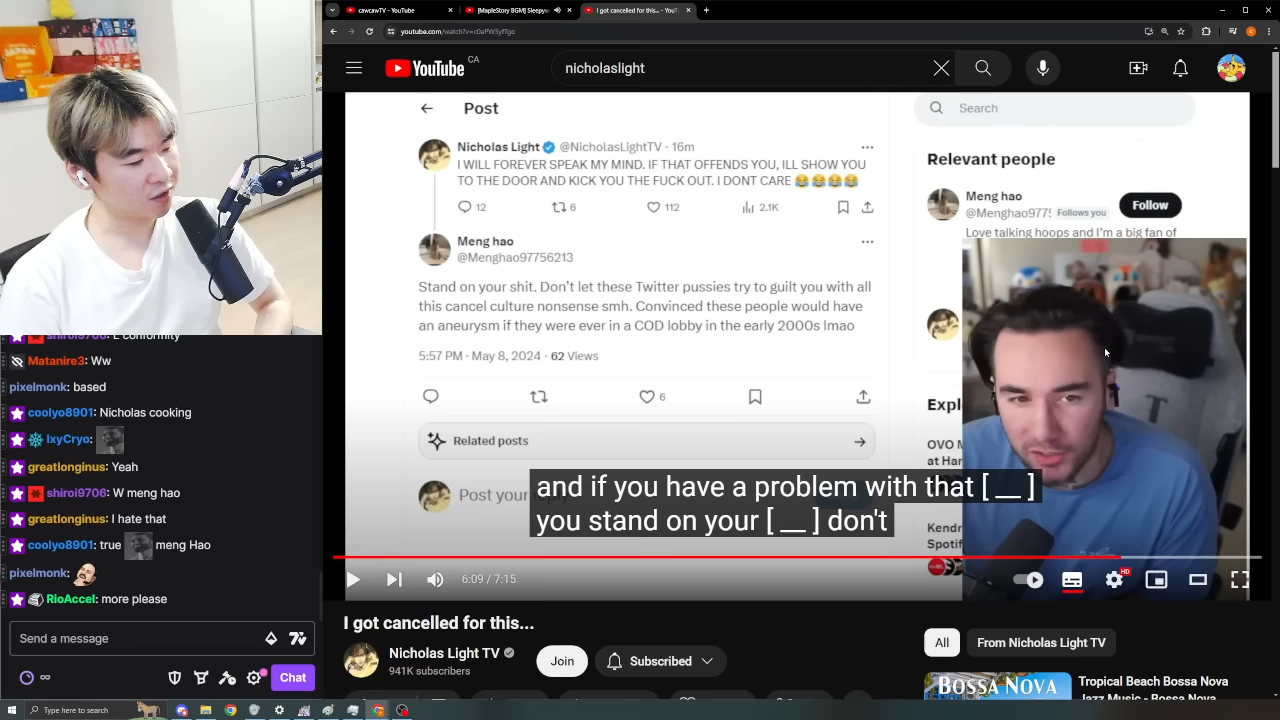 cawcawTV - YouTube
[MapleStory BGM] Sleepyw
I got cancelled for this... - YouT
youtube.com/watch?v=c0ePW3yfTgo
YouTube CA
nicholaslight
Post
Search
Nicholas Light @NicholasLightTV · 16m
I WILL FOREVER SPEAK MY MIND. IF THAT OFFENDS YOU, ILL SHOW YOU
TO THE DOOR AND KICK YOU THE FUCK OUT. I DONT CARE 😂😂😂😂
12 6 112 2.1K
Meng hao
@Menghao97756213
Stand on your shit. Don't let these Twitter pussies try to guilt you with all
this cancel culture nonsense smh. Convinced these people would have
an aneurysm if they were ever in a COD lobby in the early 2000s lmao
5:57 PM · May 8, 2024 · 62 Views
6
Related posts
Post your
Relevant people
Meng hao
@Menghao977! Follows you
Follow
Love talking hoops and I'm a big fan of
Expl
OVO M
at Har
Kendr
Spotif
and if you have a problem with that [ __ ]
you stand on your [ __ ] don't
6:09 / 7:15
HD
I got cancelled for this...
Nicholas Light TV
941K subscribers
Join
Subscribed
All
From Nicholas Light TV
BOSSA NOVA
Tropical Beach Bossa Nova
Jazz Music - Bossa Nova
shiroi9706: L conformity
Matanire3: Ww
pixelmonk: based
coolyo8901: Nicholas cooking
IxyCryo:
greatlonginus: Yeah
shiroi9706: W meng hao
greatlonginus: I hate that
coolyo8901: true meng Hao
pixelmonk:
RioAccel: more please
Send a message
Chat
Type here to search